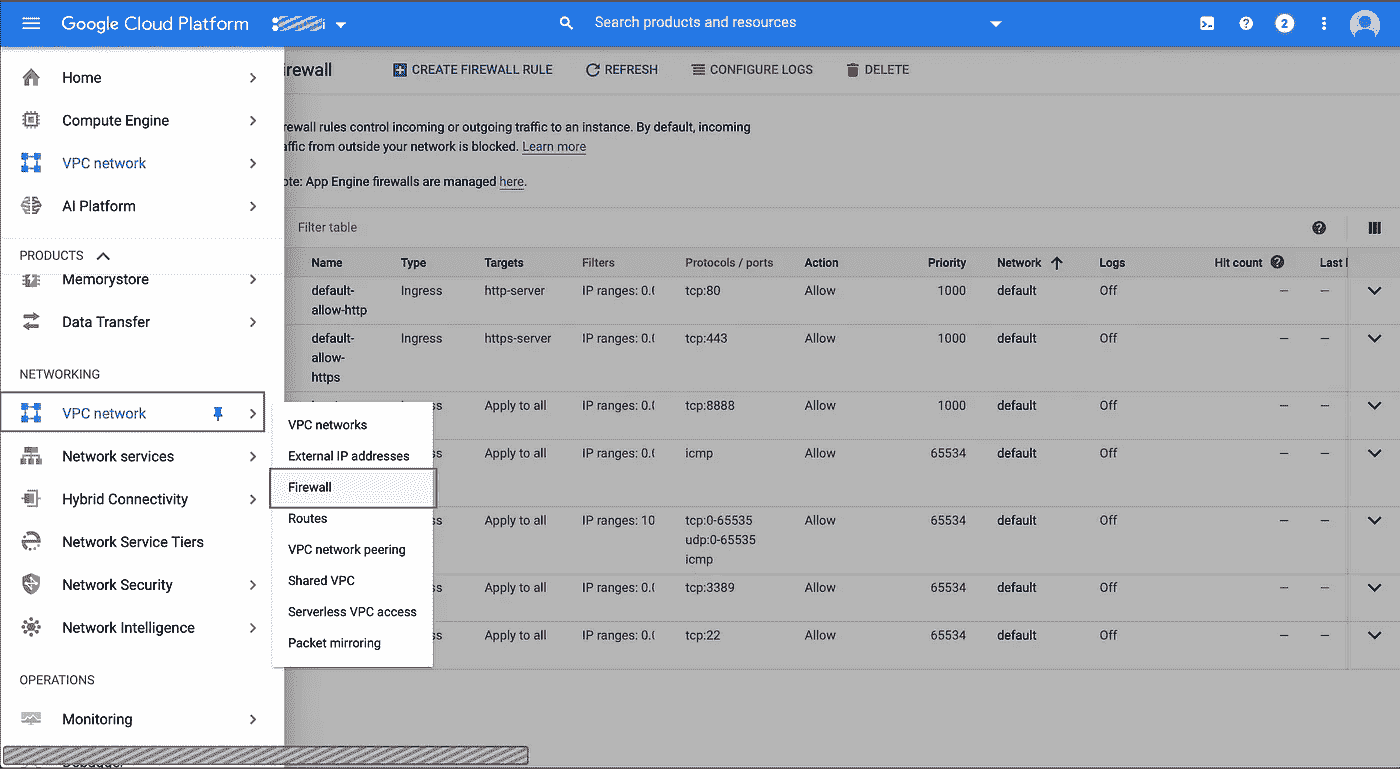 Google Cloud Platform
Search products and resources
2
Home
Compute Engine
VPC network
AI Platform
PRODUCTS
Memorystore
Data Transfer
NETWORKING
VPC network
Network services
Hybrid Connectivity
Network Service Tiers
Network Security
Network Intelligence
OPERATIONS
Monitoring
VPC networks
External IP addresses
Firewall
Routes
VPC network peering
Shared VPC
Serverless VPC access
Packet mirroring
irewall CREATE FIREWALL RULE REFRESH CONFIGURE LOGS DELETE
irewall rules control incoming or outgoing traffic to an instance. By default, incoming
affic from outside your network is blocked. Learn more
ote: App Engine firewalls are managed here.
Filter table
Name Type Targets Filters Protocols / ports Action Priority Network Logs Hit count Last
default- Ingress http-server IP ranges: 0.( tcp:80 Allow 1000 default Off — —
allow-http
default- Ingress https-server IP ranges: 0.( tcp:443 Allow 1000 default Off — —
allow-
https
ss Apply to all IP ranges: 0.( tcp:8888 Allow 1000 default Off — —
ss Apply to all IP ranges: 0.( icmp Allow 65534 default Off — —
ss Apply to all IP ranges: 10 tcp:0-65535 Allow 65534 default Off — —
udp:0-65535
icmp
ss Apply to all IP ranges: 0.( tcp:3389 Allow 65534 default Off — —
ss Apply to all IP ranges: 0.( tcp:22 Allow 65534 default Off — —